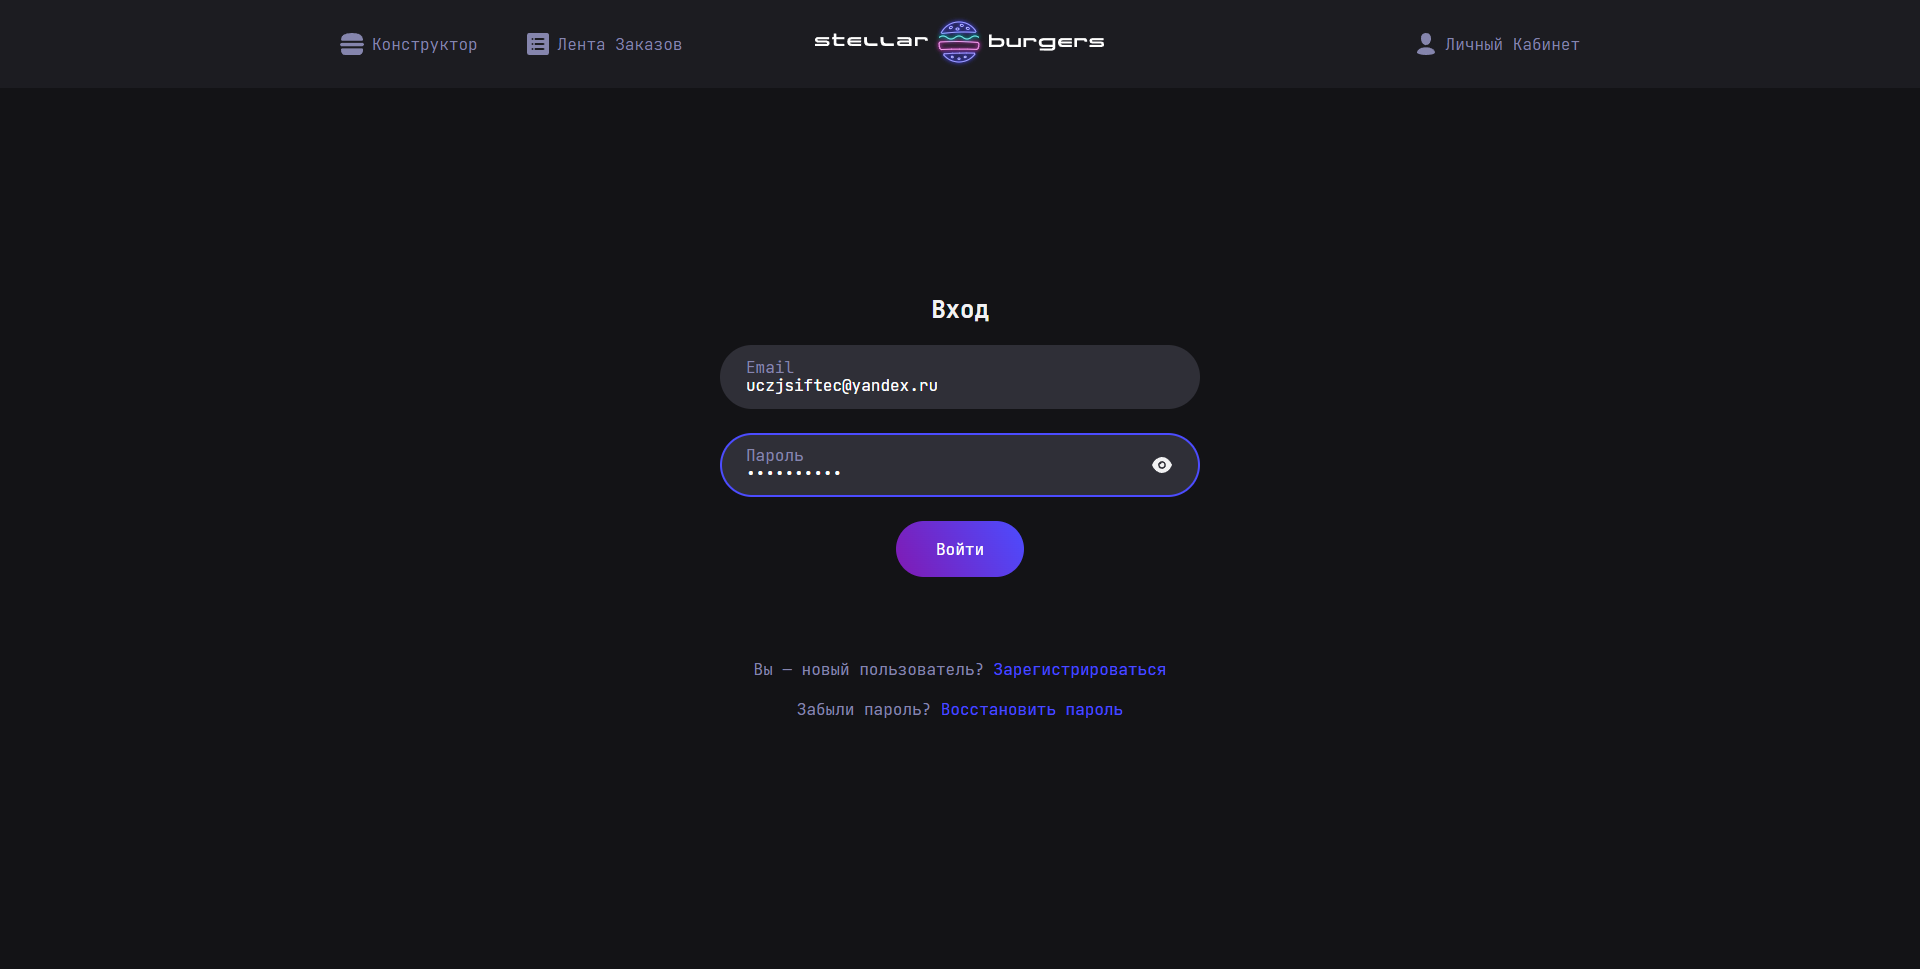 Конструктор
Лента Заказов
stellar burgers
Личный Кабинет
Вход
Email
uczjsiftec@yandex.ru
Пароль
••••••••••
Войти
Вы — новый пользователь? Зарегистрироваться
Забыли пароль? Восстановить пароль